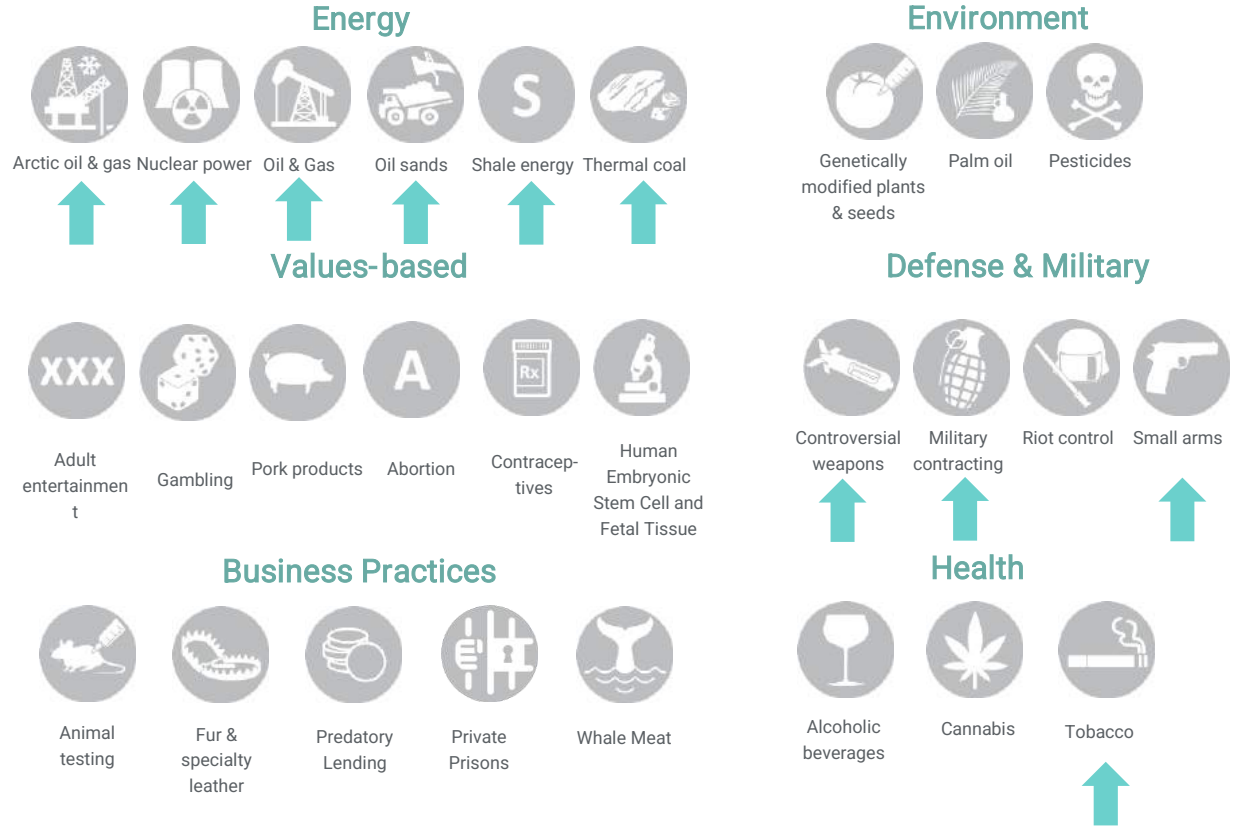 Energy
Arctic oil & gas
Nuclear power
Oil & Gas
Oil sands
S
Shale energy
Thermal coal
Environment
Genetically
modified plants
& seeds
Palm oil
Pesticides
Values-based
XXX
Adult
entertainmen
t
Gambling
Pork products
A
Abortion
Rx
Contracep-
tives
Human
Embryonic
Stem Cell and
Fetal Tissue
Defense & Military
Controversial
weapons
Military
contracting
Riot control
Small arms
Business Practices
Animal
testing
Fur &
specialty
leather
Predatory
Lending
Private
Prisons
Whale Meat
Health
Alcoholic
beverages
Cannabis
Tobacco